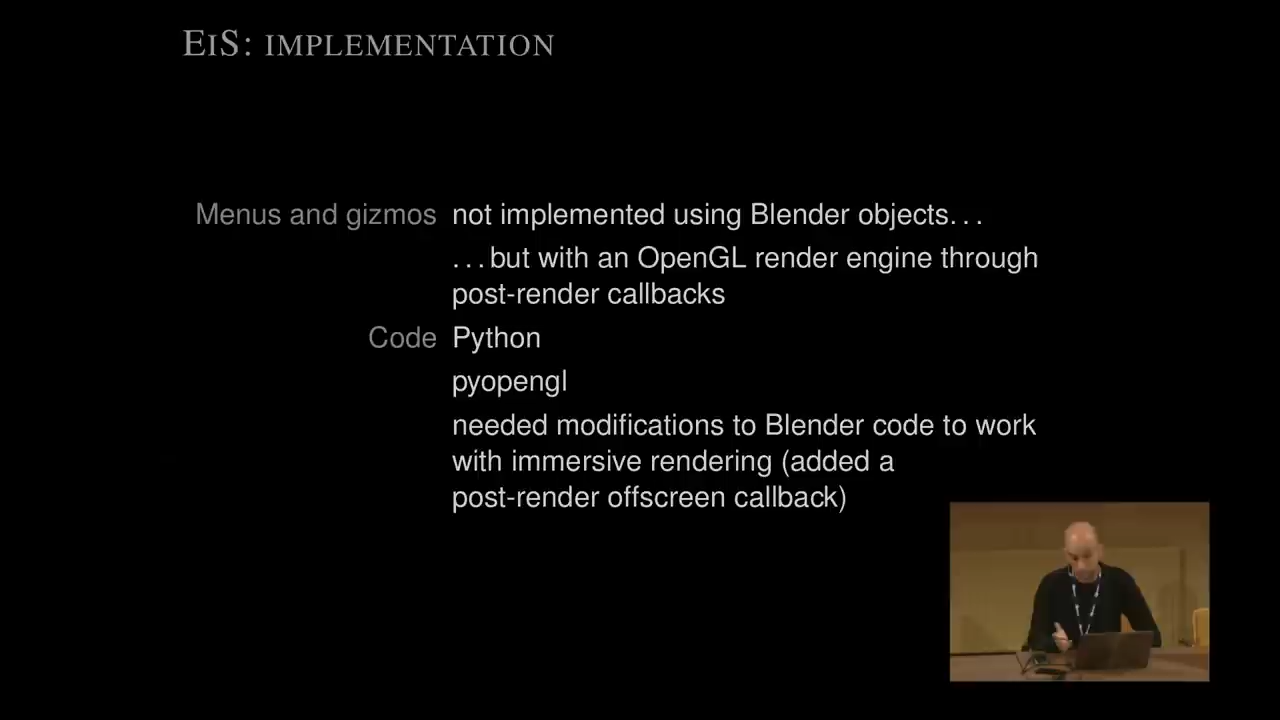 EIS: IMPLEMENTATION
Menus and gizmos not implemented using Blender objects...
...but with an OpenGL render engine through
post-render callbacks
Code Python
pyopengl
needed modifications to Blender code to work
with immersive rendering (added a
post-render offscreen callback)